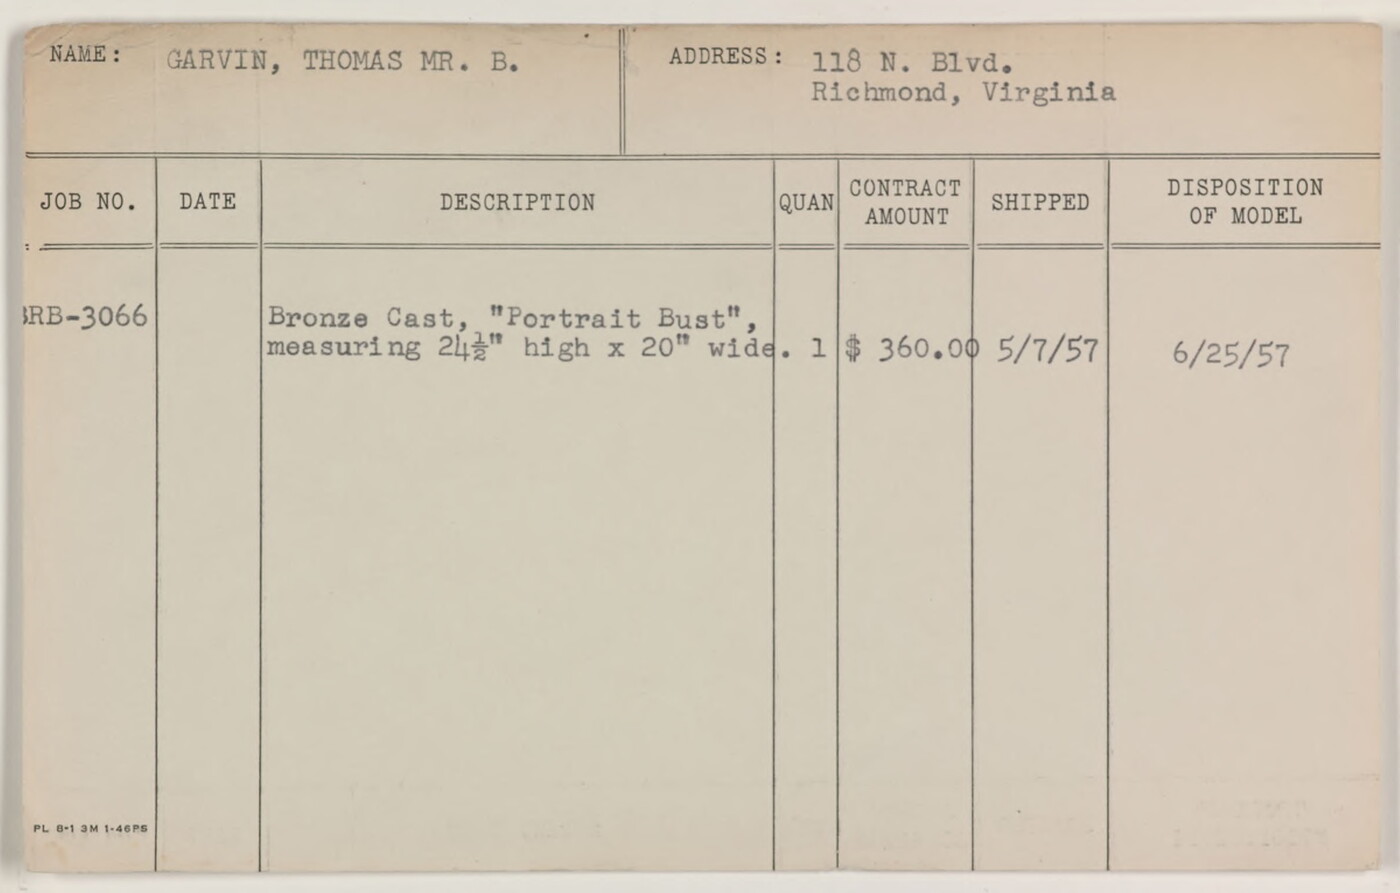 NAME: GARVIN, THOMAS MR. B. ADDRESS: 118 N. Blvd.
Richmond, Virginia
JOB NO. DATE DESCRIPTION QUAN CONTRACT AMOUNT SHIPPED DISPOSITION OF MODEL
BRB-3066 Bronze Cast, "Portrait Bust",
measuring 24½" high x 20" wide. 1 $ 360.00 5/7/57 6/25/57
PL 8-1 3M 1-46PS